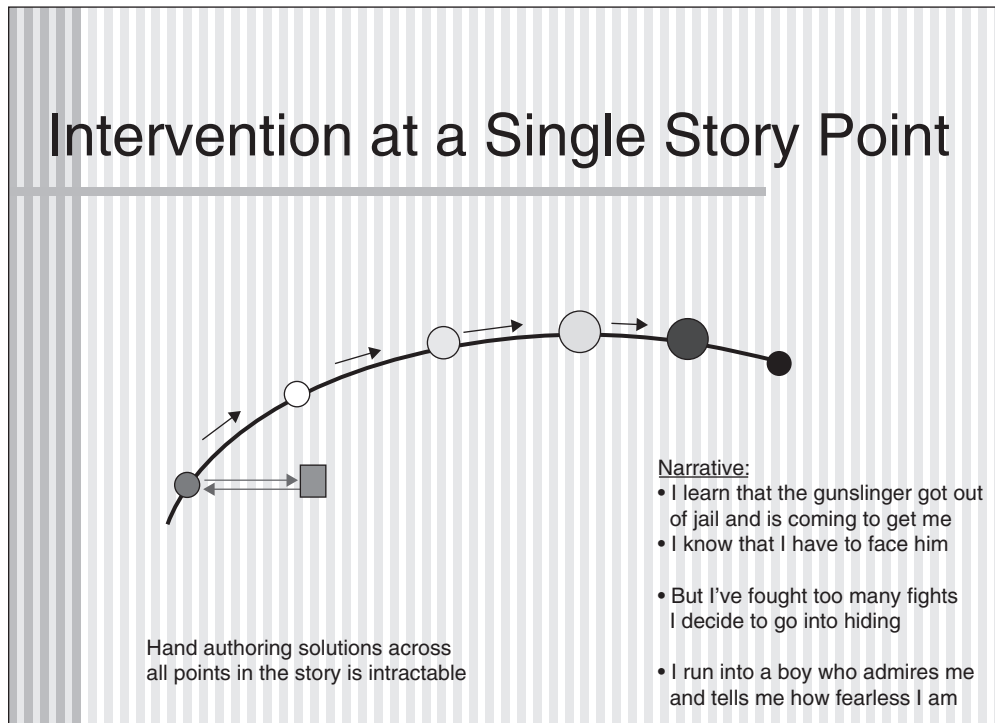 Intervention at a Single Story Point
Narrative:
• I learn that the gunslinger got out
of jail and is coming to get me
• I know that I have to face him
• But I’ve fought too many fights
I decide to go into hiding
• I run into a boy who admires me
and tells me how fearless I am
Hand authoring solutions across
all points in the story is intractable